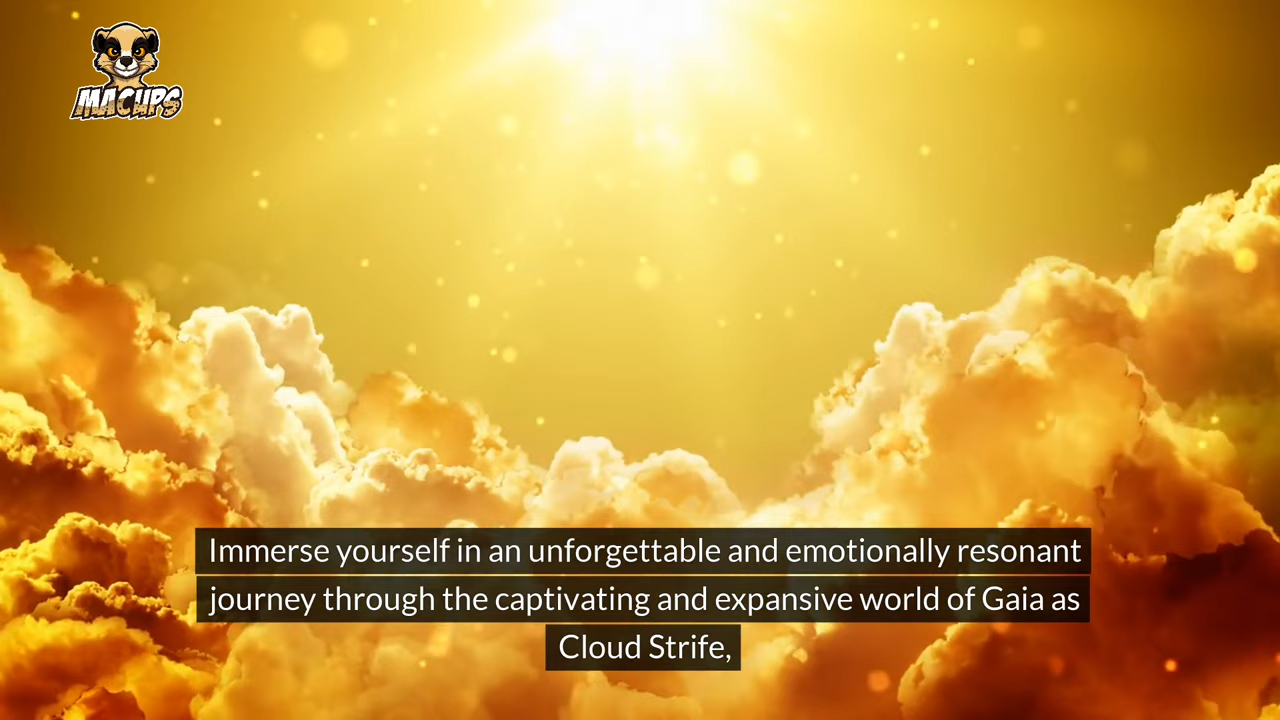 MACUPS
Immerse yourself in an unforgettable and emotionally resonant
journey through the captivating and expansive world of Gaia as
Cloud Strife,